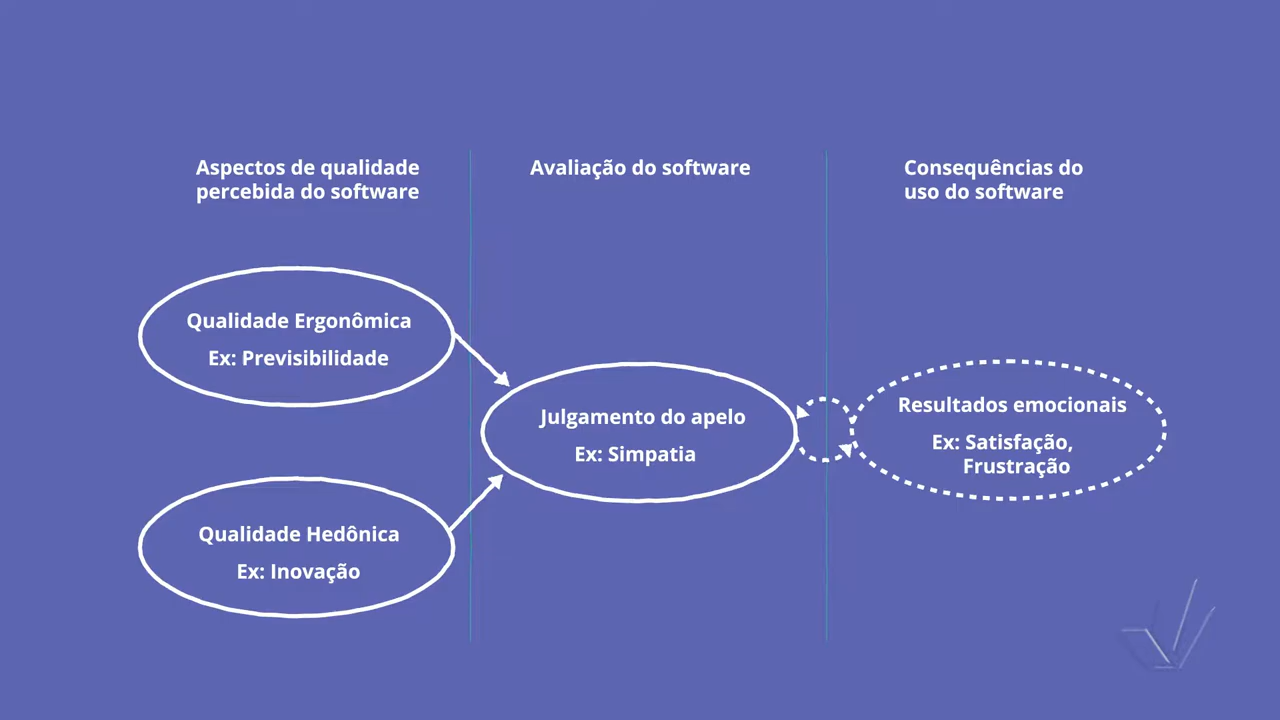 Aspectos de qualidade
percebida do software
Avaliação do software
Consequências do
uso do software
Qualidade Ergonômica
Ex: Previsibilidade
Qualidade Hedônica
Ex: Inovação
Julgamento do apelo
Ex: Simpatia
Resultados emocionais
Ex: Satisfação,
Frustração